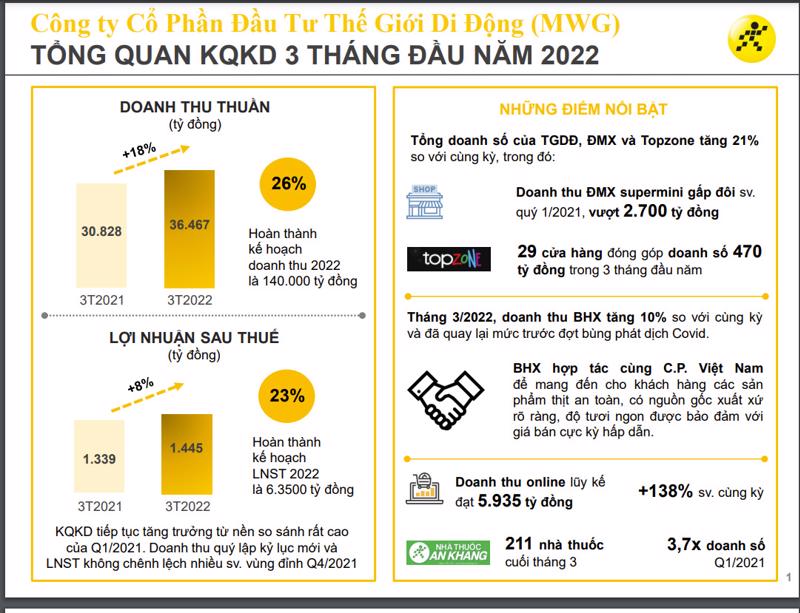 Công ty Cổ Phần Đầu Tư Thế Giới Di Động (MWG)
TỔNG QUAN KQKD 3 THÁNG ĐẦU NĂM 2022
DOANH THU THUẦN
(tỷ đồng)
+18%
30.828
36.467
3T2021
3T2022
26%
Hoàn thành
kế hoạch
doanh thu 2022
là 140.000 tỷ đồng
LỢI NHUẬN SAU THUẾ
(tỷ đồng)
+8%
1.339
1.445
3T2021
3T2022
23%
Hoàn thành
kế hoạch
LNST 2022
là 6.3500 tỷ đồng
KQKD tiếp tục tăng trưởng từ nền so sánh rất cao
của Q1/2021. Doanh thu quý lập kỷ lục mới và
LNST không chênh lệch nhiều sv. vùng đỉnh Q4/2021
NHỮNG ĐIỂM NỔI BẬT
Tổng doanh số của TGDĐ, ĐMX và Topzone tăng 21%
so với cùng kỳ, trong đó:
SHOP
Doanh thu ĐMX supermini gấp đôi sv.
quý 1/2021, vượt 2.700 tỷ đồng
topzone
29 cửa hàng đóng góp doanh số 470
tỷ đồng trong 3 tháng đầu năm
Tháng 3/2022, doanh thu BHX tăng 10% so với cùng kỳ
và đã quay lại mức trước đợt bùng phát dịch Covid.
BHX hợp tác cùng C.P. Việt Nam
để mang đến cho khách hàng các sản
phẩm thịt an toàn, có nguồn gốc xuất xứ
rõ ràng, độ tươi ngon được bảo đảm với
giá bán cực kỳ hấp dẫn.
Doanh thu online lũy kế
đạt 5.935 tỷ đồng
+138% sv. cùng kỳ
NHÀ THUỐC
AN KHANG
211 nhà thuốc
cuối tháng 3
3,7x doanh số
Q1/2021
1